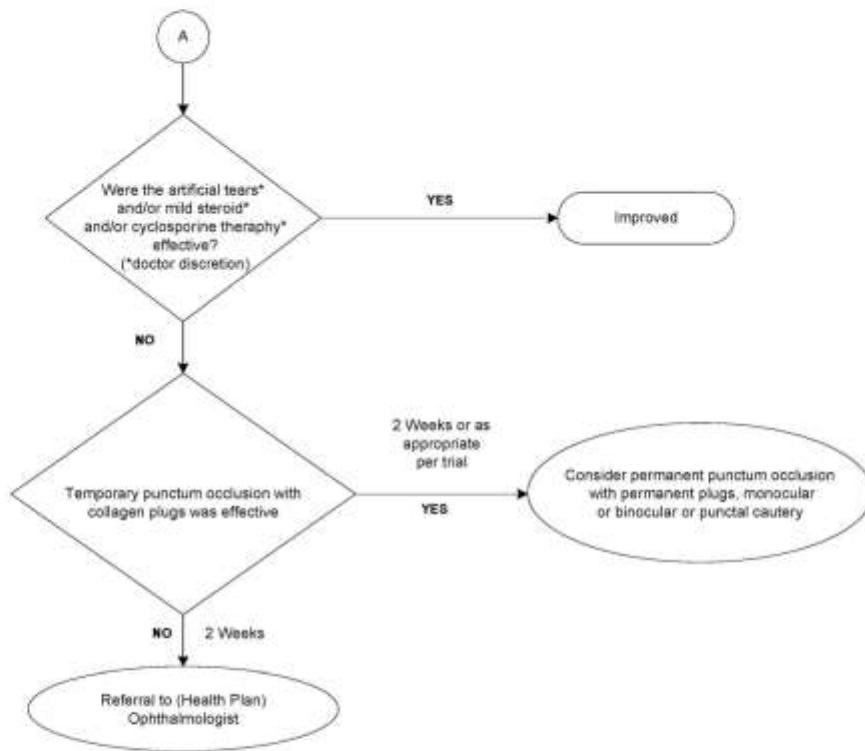 A
Were the artificial tears*
and/or mild steroid*
and/or cyclosporine theraphy*
effective?
(*doctor discretion)
YES
Improved
NO
Temporary punctum occlusion with
collagen plugs was effective
2 Weeks or as
appropriate
per trial
YES
Consider permanent punctum occlusion
with permanent plugs, monocular
or binocular or punctal cautery
NO 2 Weeks
Referral to (Health Plan)
Ophthalmologist